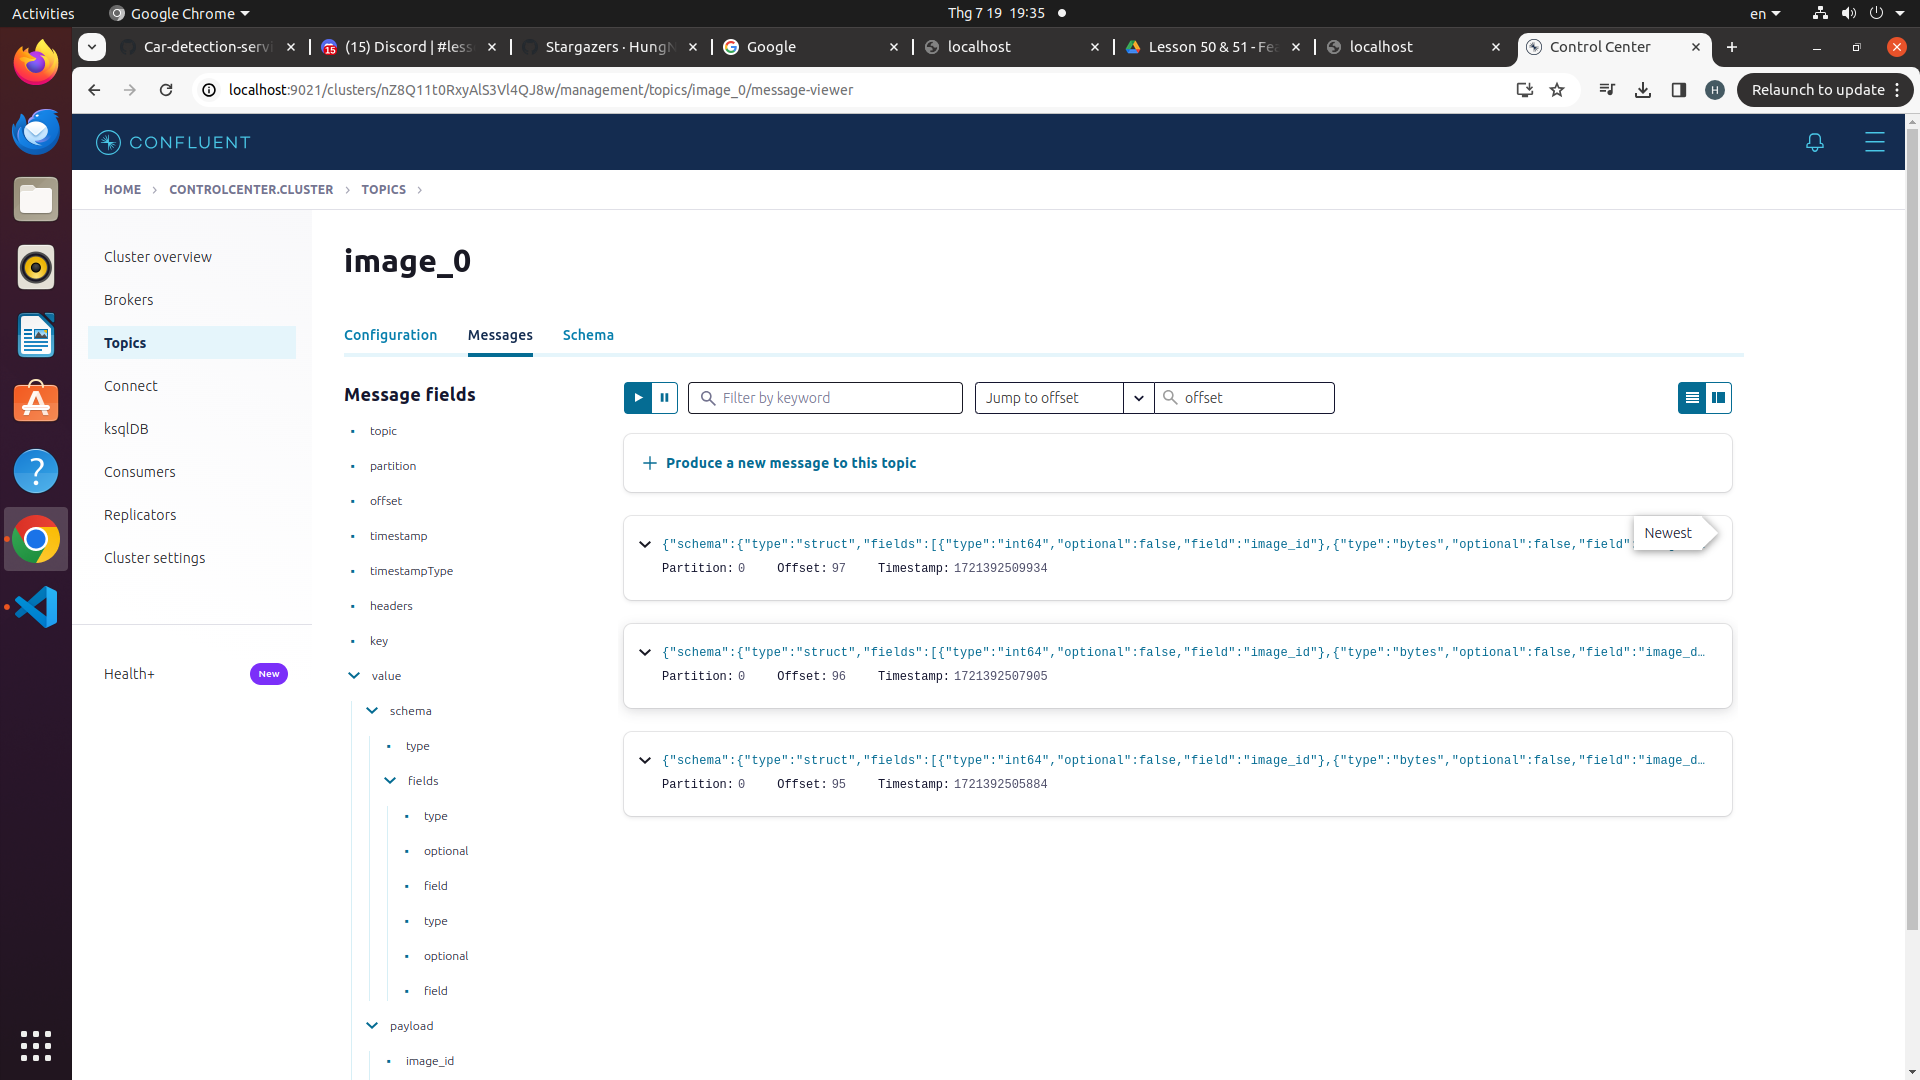 Activities
Google Chrome
Thg 7 19 19:35
en
Car-detection-servi
(15) Discord | #less
Stargazers · HungN
Google
localhost
Lesson 50 & 51 - Fea
localhost
Control Center
localhost:9021/clusters/nZ8Q11t0RxyAlS3Vl4QJ8w/management/topics/image_0/message-viewer
H
Relaunch to update
CONFLUENT
HOME > CONTROLCENTER.CLUSTER > TOPICS >
Cluster overview
Brokers
Topics
Connect
ksqlDB
Consumers
Replicators
Cluster settings
Health+
New
image_0
Configuration
Messages
Schema
Message fields
topic
partition
offset
timestamp
timestampType
headers
key
value
schema
type
fields
type
optional
field
type
optional
field
payload
image_id
Filter by keyword
Jump to offset
offset
+ Produce a new message to this topic
Newest
{"schema":{"type":"struct","fields":[{"type":"int64","optional":false,"field":"image_id"},{"type":"bytes","optional":false,"field":
Partition: 0 Offset: 97 Timestamp: 1721392509934
{"schema":{"type":"struct","fields":[{"type":"int64","optional":false,"field":"image_id"},{"type":"bytes","optional":false,"field":"image_d…
Partition: 0 Offset: 96 Timestamp: 1721392507905
{"schema":{"type":"struct","fields":[{"type":"int64","optional":false,"field":"image_id"},{"type":"bytes","optional":false,"field":"image_d…
Partition: 0 Offset: 95 Timestamp: 1721392505884